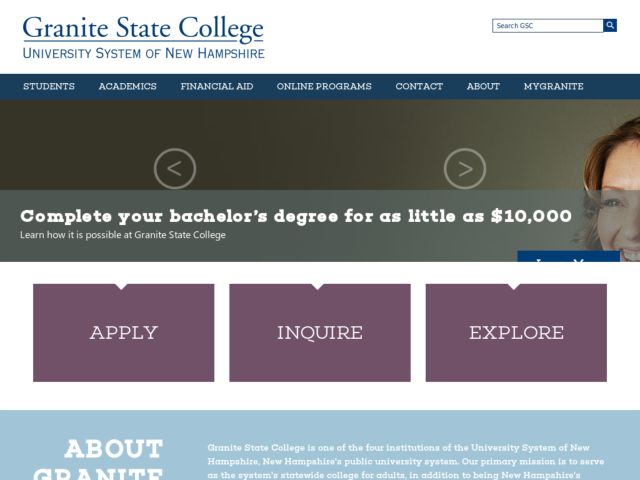 Granite State College
UNIVERSITY SYSTEM OF NEW HAMPSHIRE
Search GSC
STUDENTS ACADEMICS FINANCIAL AID ONLINE PROGRAMS CONTACT ABOUT MYGRANITE
< >
Complete your bachelor's degree for as little as $10,000
Learn how it is possible at Granite State College
APPLY INQUIRE EXPLORE
ABOUT
GRANITE
Granite State College is one of the four institutions of the University System of New
Hampshire, New Hampshire's public university system. Our primary mission is to serve
as the system's statewide college for adults, in addition to being New Hampshire's